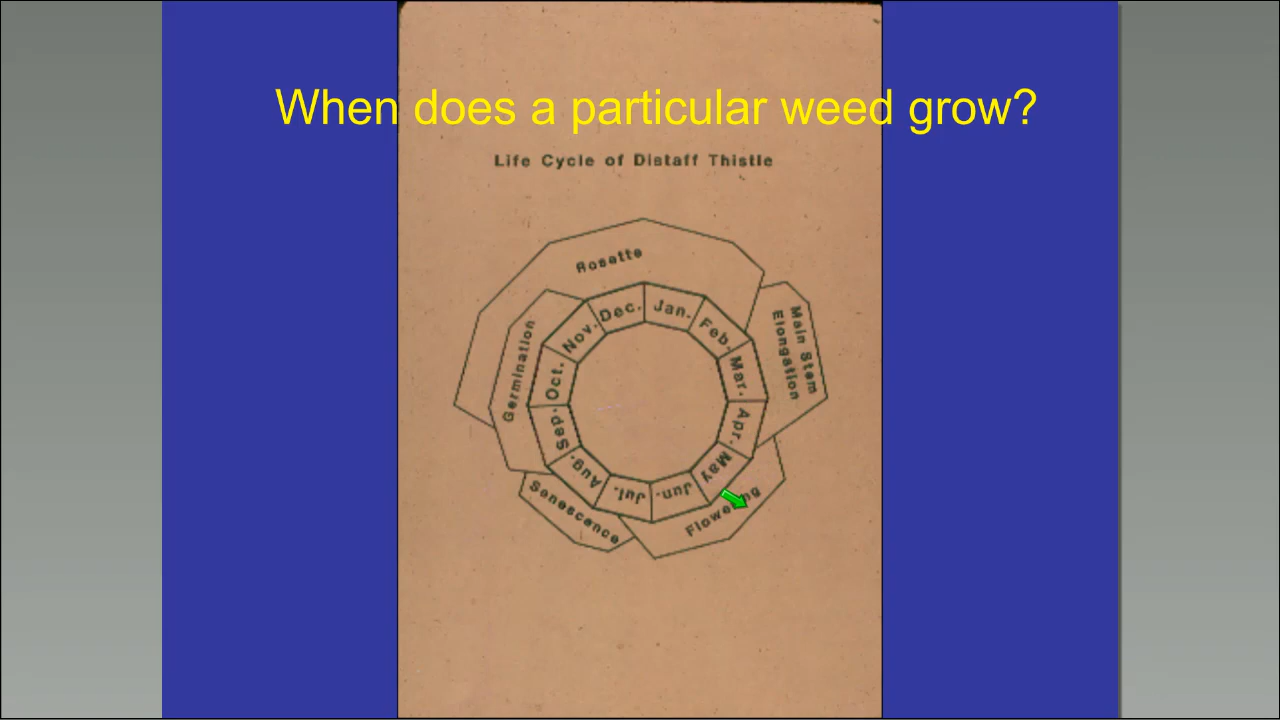 When does a particular weed grow?
Life Cycle of Distaff Thistle
Rosette
Germination
Main Stem
Elongation
Flowering
Senescence
Jan.
Feb.
Mar.
Apr.
May
Jun.
Jul.
Aug.
Sep.
Oct.
Nov.
Dec.